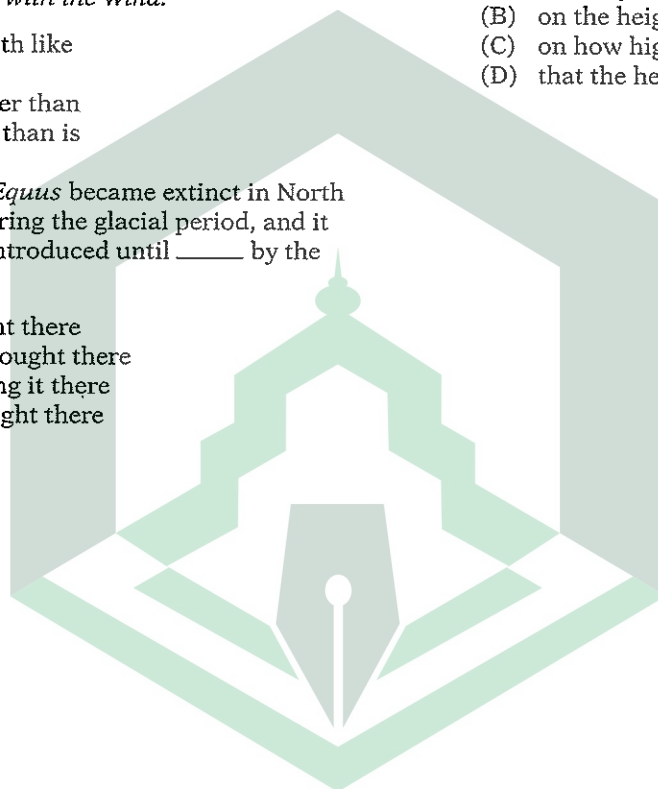 with the Wind.
th like
er than
than is
Equus became extinct in North
ring the glacial period, and it
ntroduced until _____ by the
nt there
ought there
ng it there
ght there
(B) on the heig
(C) on how hig
(D) that the he